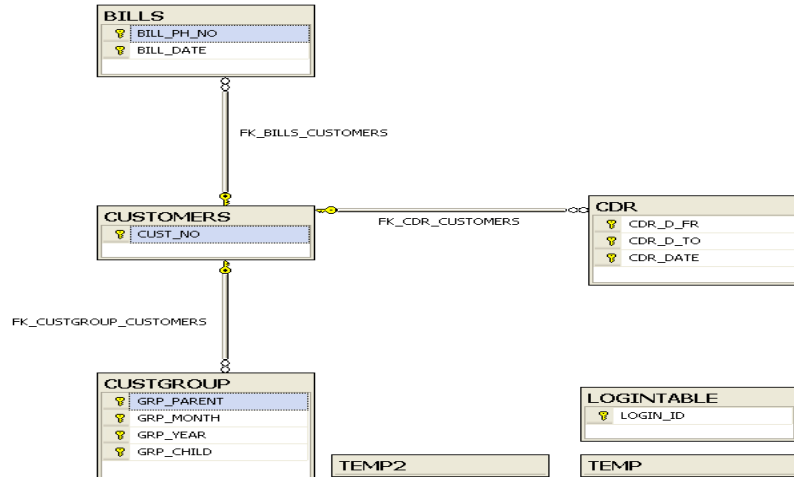 BILLS
BILL_PH_NO
BILL_DATE
FK_BILLS_CUSTOMERS
CUSTOMERS
CUST_NO
FK_CDR_CUSTOMERS
CDR
CDR_D_FR
CDR_D_TO
CDR_DATE
FK_CUSTGROUP_CUSTOMERS
CUSTGROUP
GRP_PARENT
GRP_MONTH
GRP_YEAR
GRP_CHILD
LOGINTABLE
LOGIN_ID
TEMP2
TEMP